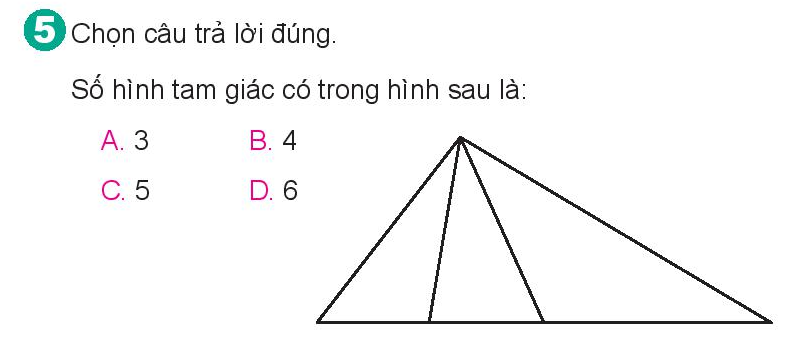 5 Chọn câu trả lời đúng.
Số hình tam giác có trong hình sau là:
A. 3 B. 4
C. 5 D. 6